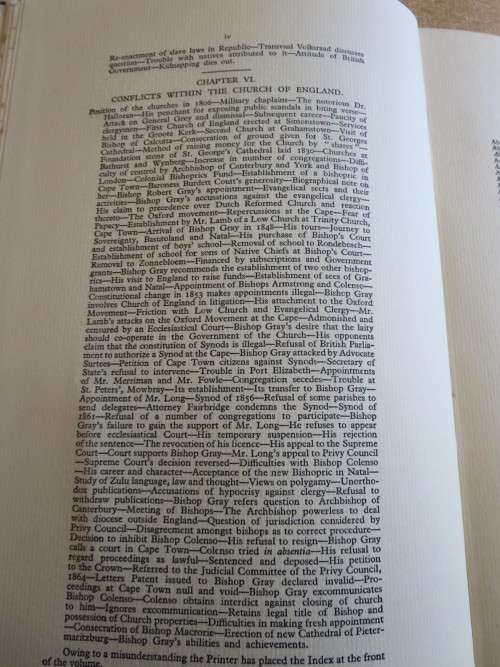 iv
Re-enactment of slave laws in Republic—Transvaal Volksraad discusses
question—Trouble with natives attributed to it—Attitude of British
Government—Kidnapping dies out.
CHAPTER VI.
CONFLICTS WITHIN THE CHURCH OF ENGLAND.
Position of the churches in 1806—Military chaplains—The notorious Dr.
Halloran—His penchant for exposing public scandals in biting verse—
Attack on General Grey and dismissal—Subsequent career—Paucity of
clergymen—First Church of England erected at Simonstown—Services
held in the Groote Kerk—Second Church at Grahamstown—Visit of
Bishop of Calcutta—Consecration of ground given for St. Georges
Cathedral—Method of raising money for the Church by "shares"—
Foundation stone of St. George's Cathedral laid 1830—Churches at
Bathurst and Wynberg—Increase in number of congregations—Diffi-
culty of control by Archbishop of Canterbury and York and Bishop of
London—Colonial Bishoprics Fund—Establishment of a bishopric in
Cape Town—Baroness Burdett Coutt's generosity—Biographical note on
her—Bishop Robert Gray's appointment—Evangelical sects and their
activities—Bishop Gray's accusations against the evangelical clergy—
His claim to precedence over Dutch Reformed Church and reaction
thereto—The Oxford movement—Repercussions at the Cape—Fear of
Papacy—Establishment by Mr. Lamb of a Low Church at Trinity Church,
Cape Town—Arrival of Bishop Gray in 1848—His tours—Journey to
Sovereignty, Basutoland and Natal—His purchase of Bishop's Court
and establishment of boys' school—Removal of school to Rondebosch—
Establishment of school for sons of Native Chiefs at Bishop's Court—
Removal to Zonnebloem—Financed by subscriptions and Government
grants—Bishop Gray recommends the establishment of two other bishop-
rics—His visit to England to raise funds—Establishment of sees of Gra-
hamstown and Natal—Appointment of Bishops Armstrong and Colenso—
Constitutional change in 1853 makes appointments illegal—Bishop Gray
involves Church of England in litigation—His attachment to the Oxford
Movement—Friction with Low Church and Evangelical Clergy—Mr.
Lamb's attacks on the Oxford Movement at the Cape—Admonished and
censured by an Ecclesiastical Court—Bishop Gray's desire that the laity
should co-operate in the Government of the Church—His opponents
claim that the constitution of Synods is illegal—Refusal of British Parlia-
ment to authorize a Synod at the Cape—Bishop Gray attacked by Advocate
Surtees—Petition of Cape Town citizens against Synods—Secretary of
State's refusal to intervene—Trouble in Port Elizabeth—Appointments
of Mr. Merriman and Mr. Fowle—Congregation secedes—Trouble at
St. Peters', Mowbray—Its establishment—Its transfer to Bishop Gray—
Appointment of Mr. Long—Synod of 1856—Refusal of some parishes to
send delegates—Attorney Fairbridge condemns the Synod—Synod of
1861—Refusal of a number of congregations to participate—Bishop
Gray's failure to gain the support of Mr. Long—He refuses to appear
before ecclesiastical Court—His temporary suspension—His rejection
of the sentence—The revocation of his licence—His appeal to the Supreme
Court—Court supports Bishop Gray—Mr. Long's appeal to Privy Council
—Supreme Court's decision reversed—Difficulties with Bishop Colenso
—His career and character—Acceptance of the new Bishopric in Natal—
Study of Zulu language, law and thought—Views on polygamy—Unortho-
dox publications—Accusations of hypocrisy against clergy—Refusal to
withdraw publications—Bishop Gray refers question to Archbishop of
Canterbury—Meeting of Bishops—The Archbishop powerless to deal
with diocese outside England—Question of jurisdiction considered by
Privy Council—Disagreement amongst bishops as to correct procedure—
Decision to inhibit Bishop Colenso—His refusal to resign—Bishop Gray
calls a court in Cape Town—Colenso tried in absentia—His refusal to
regard proceedings as lawful—Sentenced and deposed—His petition
to the Crown—Referred to the Judicial Committee of the Privy Council,
1864—Letters Patent issued to Bishop Gray declared invalid—Pro-
ceedings at Cape Town null and void—Bishop Gray excommunicates
Bishop Colenso—Colenso obtains interdict against closing of church
to him—Ignores excommunication—Retains legal title of Bishop and
possession of Church properties—Difficulties in making fresh appointment
—Consecration of Bishop Macrorie—Erection of new Cathedral of Pieter-
maritzburg—Bishop Gray's abilities and achievements.
Owing to a misunderstanding the Printer has placed the Index at the front
of the volume.